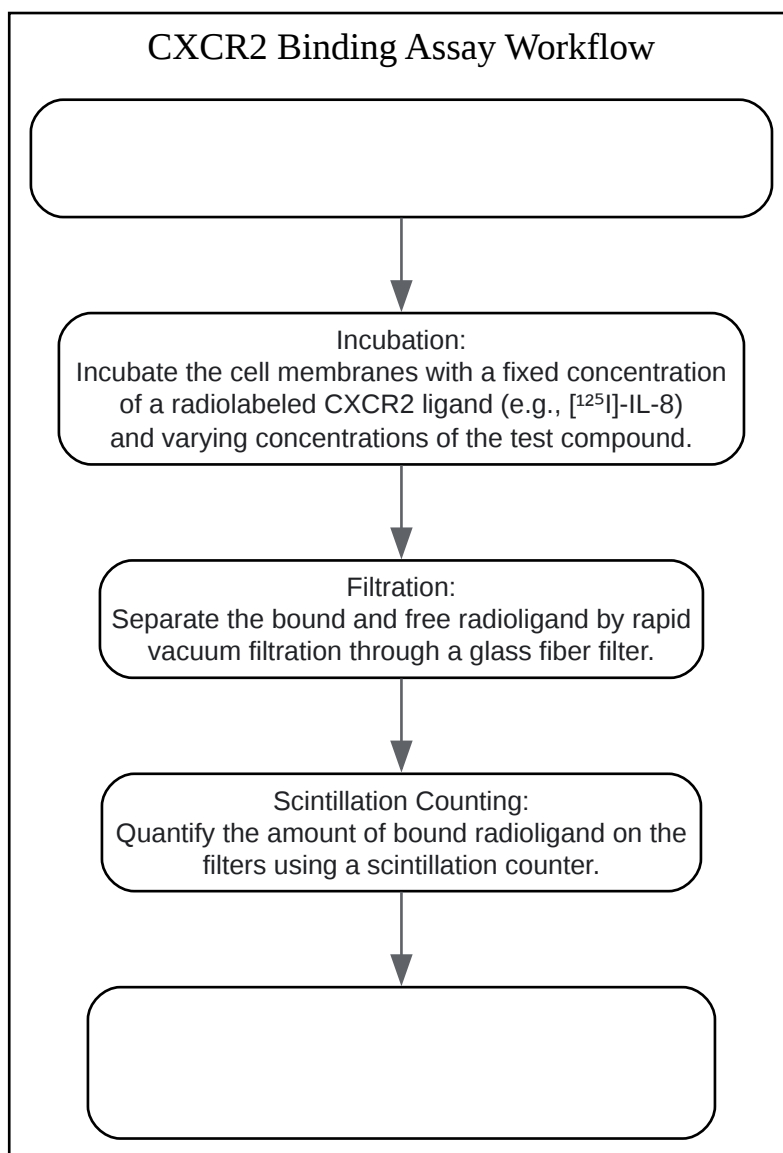 CXCR2 Binding Assay Workflow
Incubation:
Incubate the cell membranes with a fixed concentration
of a radiolabeled CXCR2 ligand (e.g., [¹²⁵I]-IL-8)
and varying concentrations of the test compound.
Filtration:
Separate the bound and free radioligand by rapid
vacuum filtration through a glass fiber filter.
Scintillation Counting:
Quantify the amount of bound radioligand on the
filters using a scintillation counter.